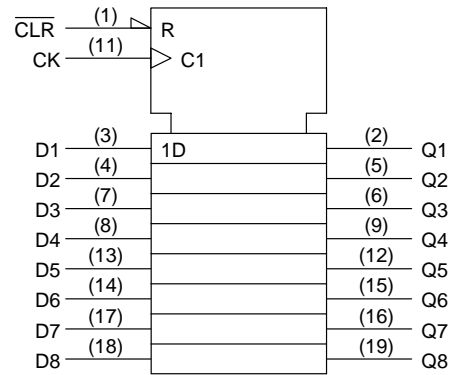 C̅L̅R̅ (1) R
CK (11) C1
D1 (3) 1D (2) Q1
D2 (4) (5) Q2
D3 (7) (6) Q3
D4 (8) (9) Q4
D5 (13) (12) Q5
D6 (14) (15) Q6
D7 (17) (16) Q7
D8 (18) (19) Q8